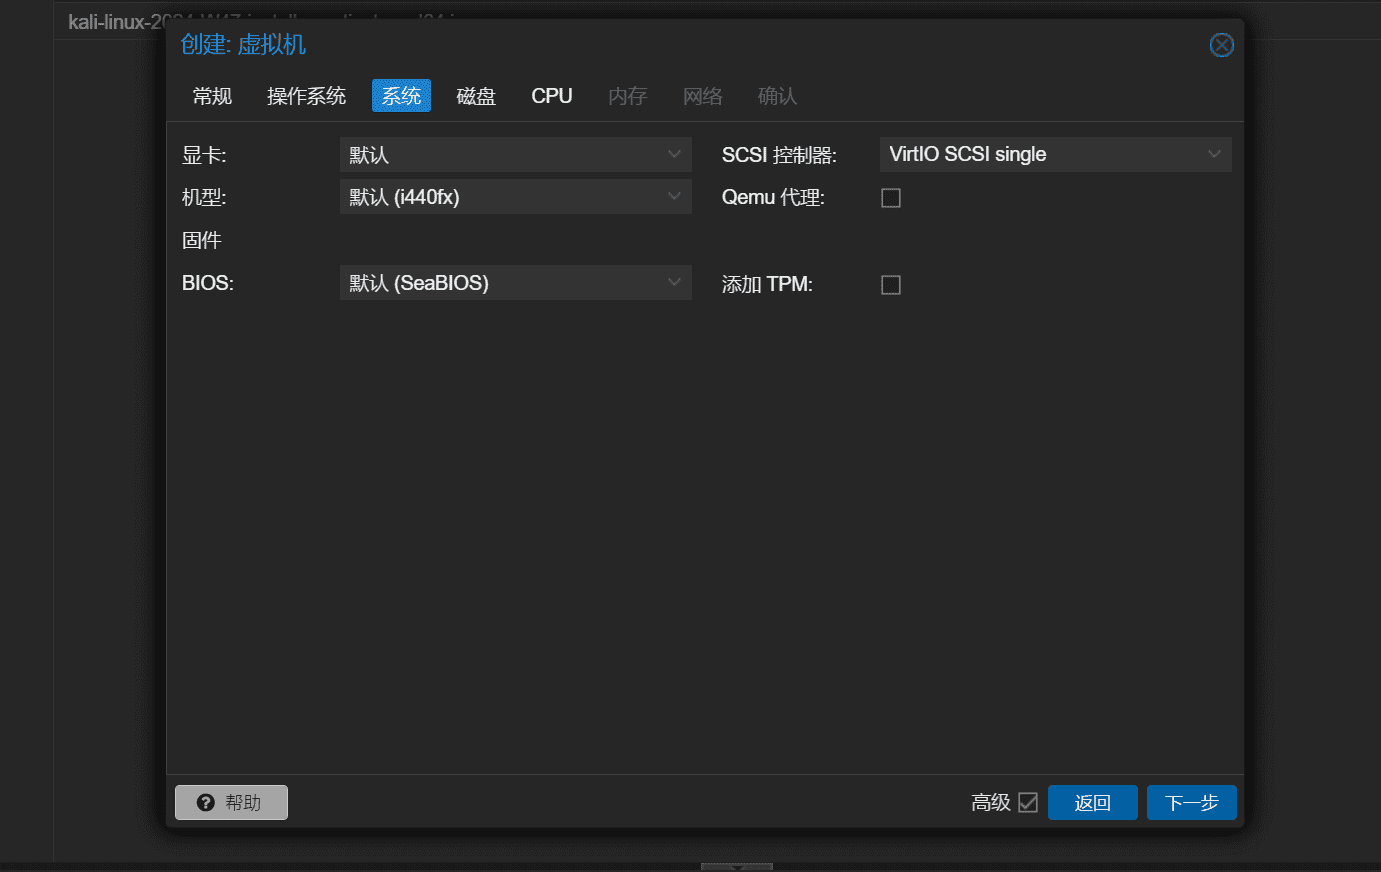 kali-linux-20
创建: 虚拟机
常规 操作系统 系统 磁盘 CPU 内存 网络 确认
显卡: 默认 SCSI 控制器: VirtIO SCSI single
机型: 默认 (i440fx) Qemu 代理:
固件
BIOS: 默认 (SeaBIOS) 添加 TPM:
帮助 高级 返回 下一步